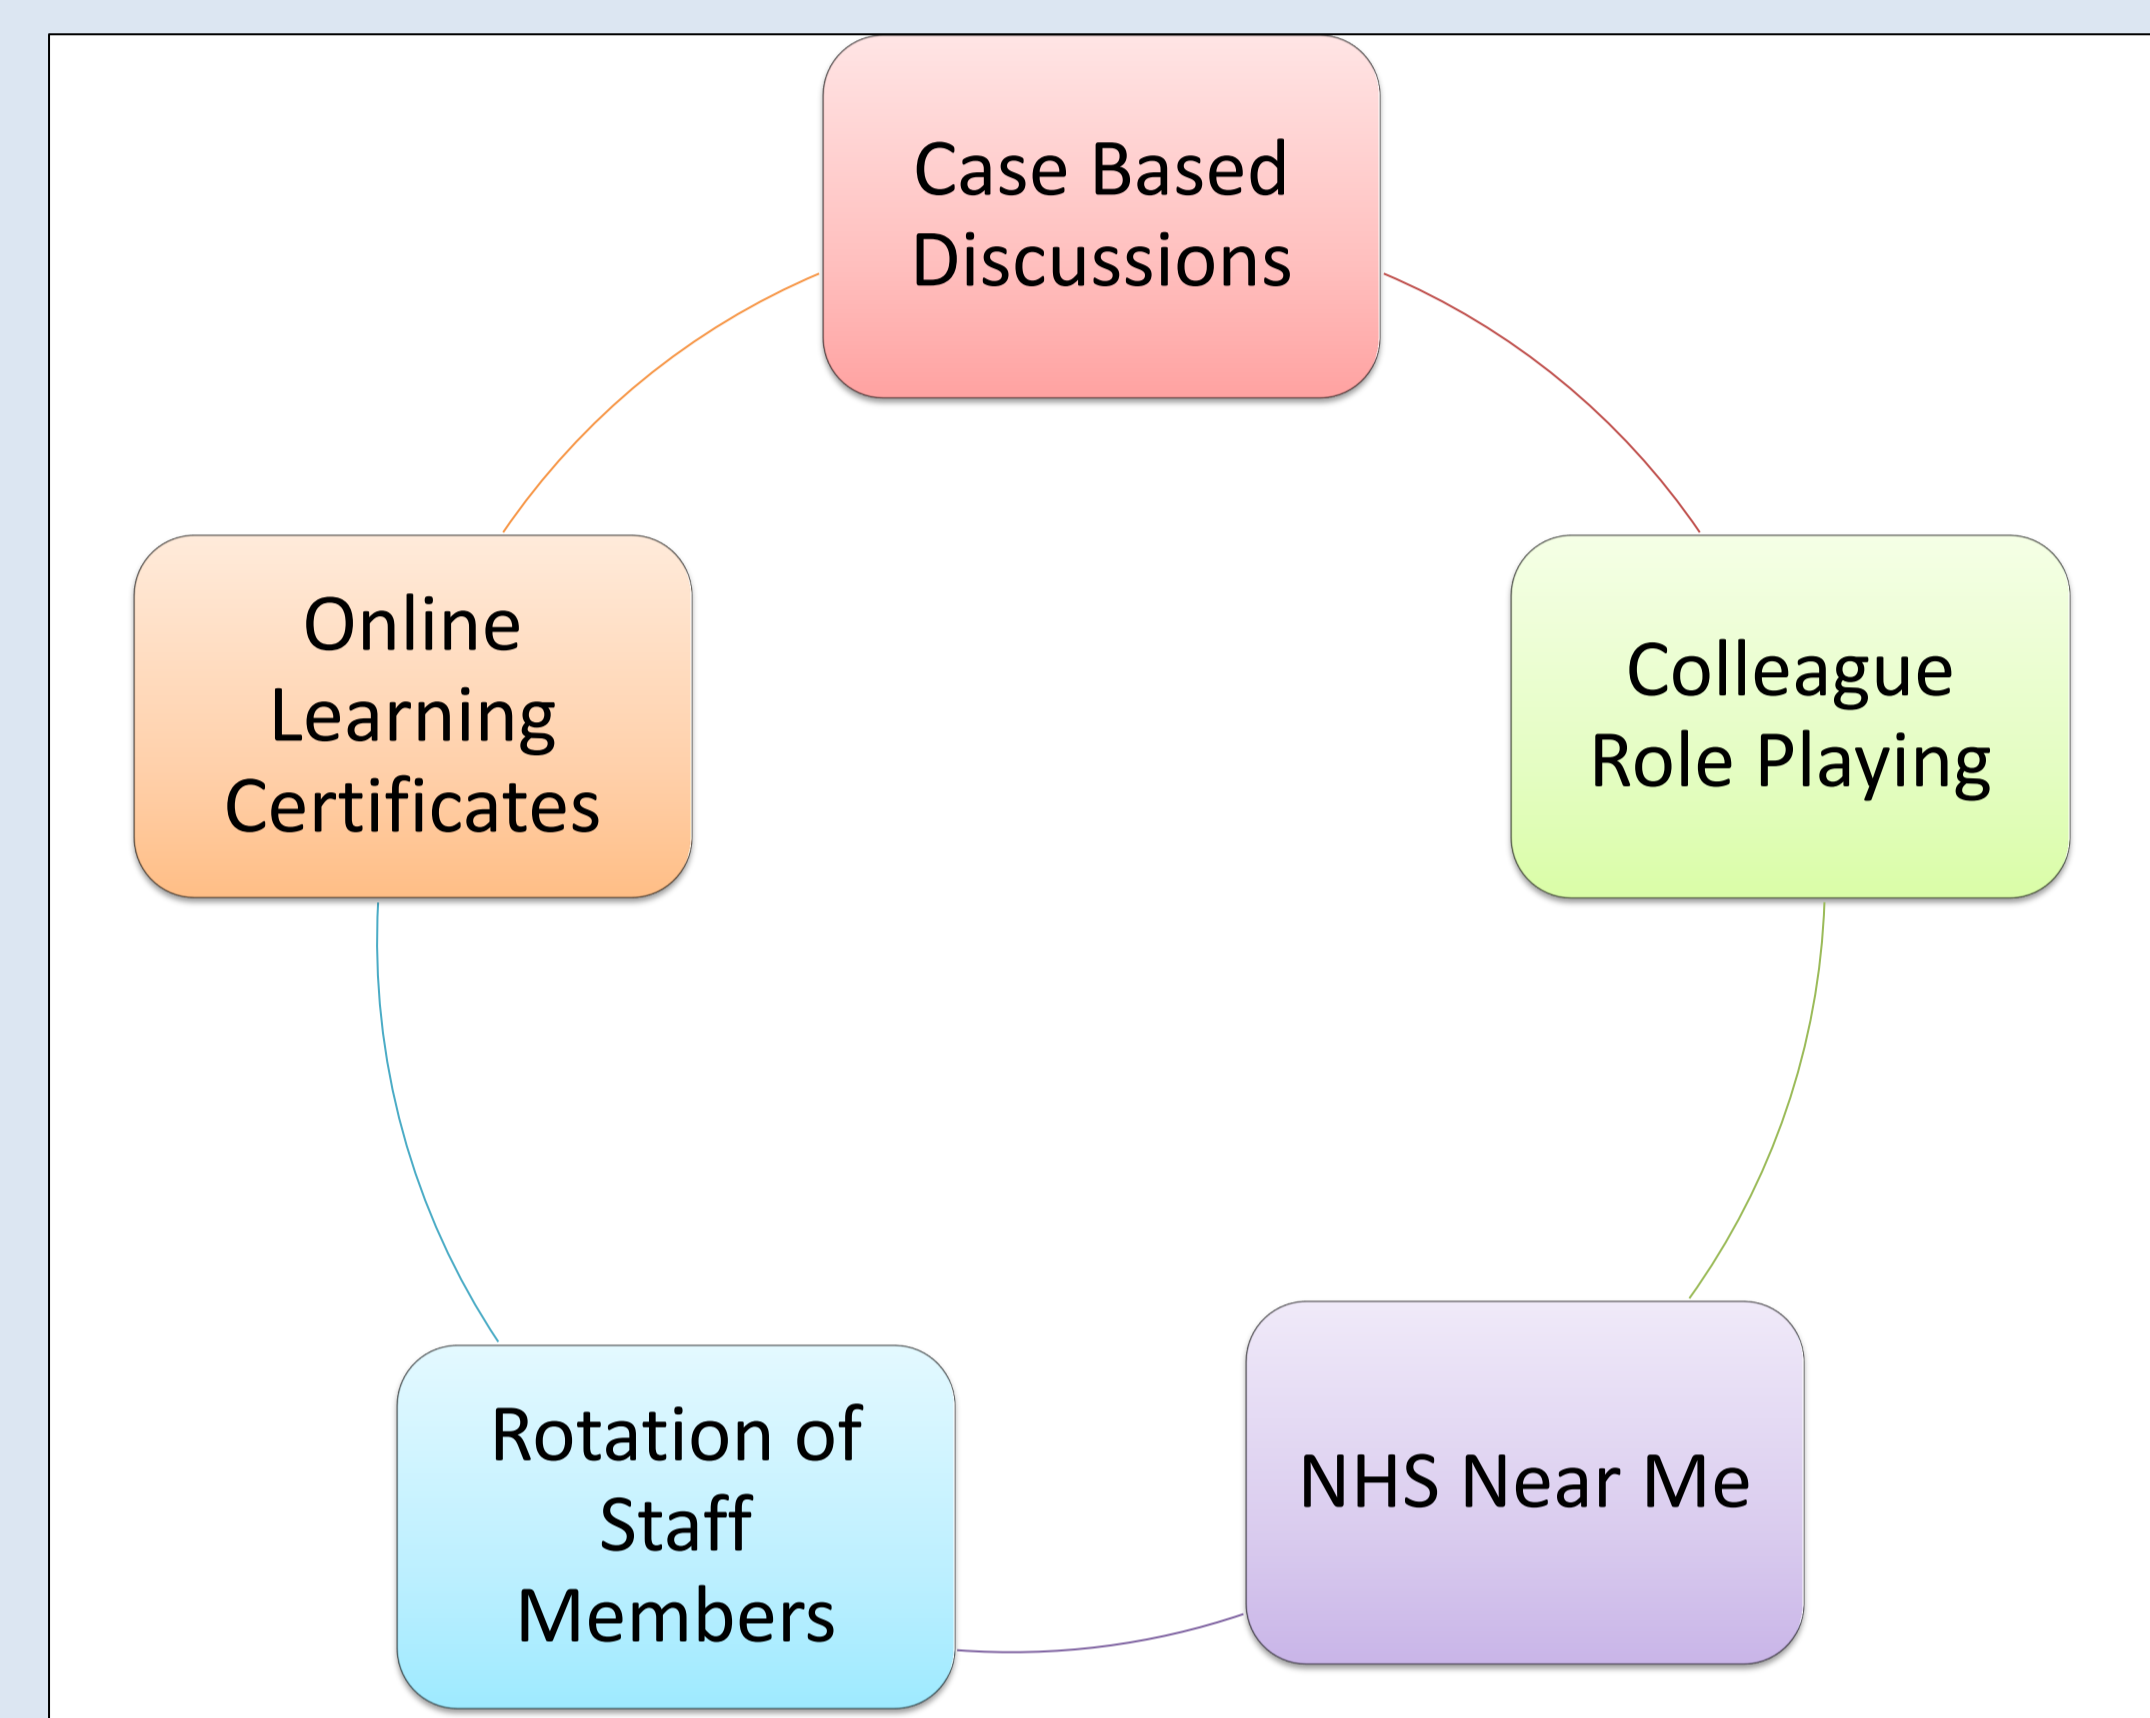 Case Based
Discussions
Colleague
Role Playing
NHS Near Me
Rotation of
Staff
Members
Online
Learning
Certificates